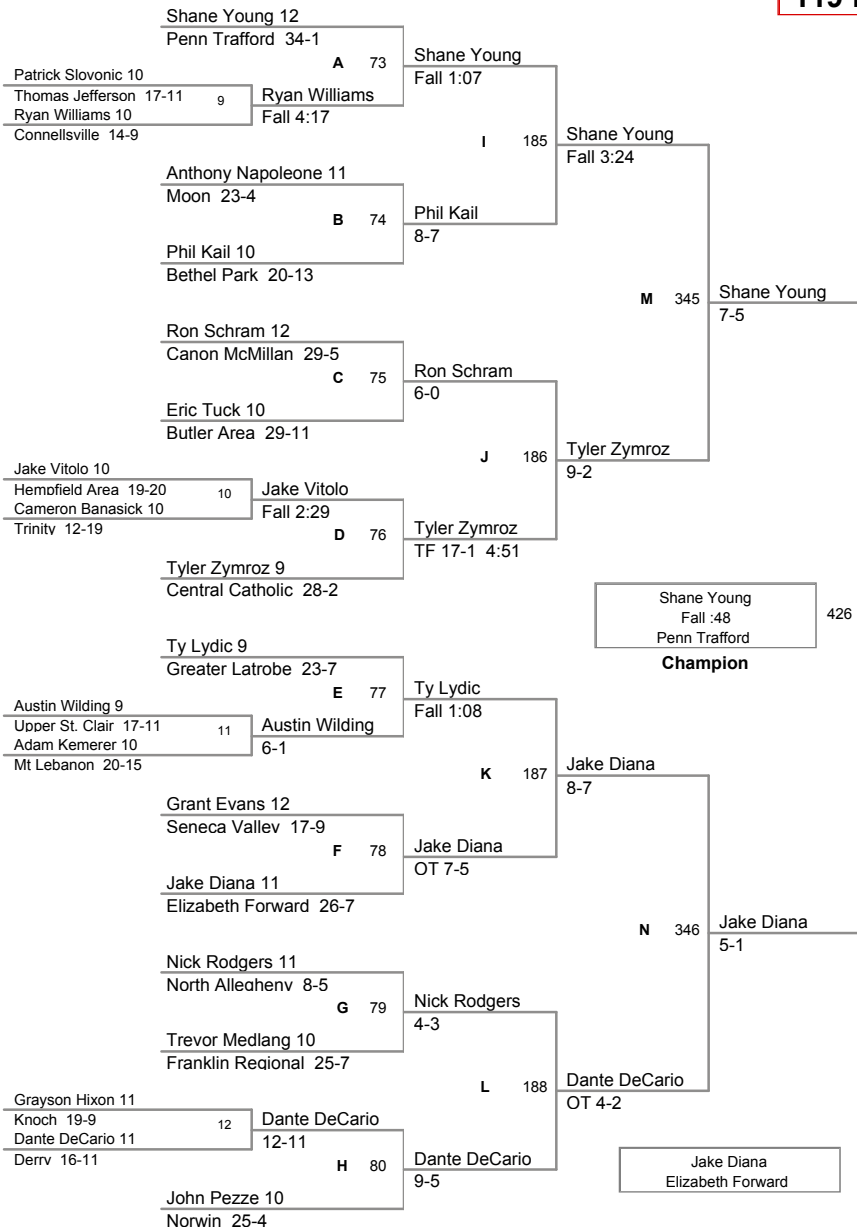 Shane Young 12
Penn Trafford 34-1
A 73
Shane Young
Fall 1:07
Patrick Slovonic 10
Thomas Jefferson 17-11
9
Ryan Williams 10
Connellsville 14-9
Ryan Williams
Fall 4:17
I 185
Shane Young
Fall 3:24
Anthony Napoleone 11
Moon 23-4
B 74
Phil Kail
8-7
Phil Kail 10
Bethel Park 20-13
M 345
Shane Young
7-5
Ron Schram 12
Canon McMillan 29-5
C 75
Ron Schram
6-0
Eric Tuck 10
Butler Area 29-11
J 186
Tyler Zymroz
9-2
Jake Vitolo 10
Hempfield Area 19-20
10
Cameron Banasick 10
Trinity 12-19
Jake Vitolo
Fall 2:29
D 76
Tyler Zymroz
TF 17-1 4:51
Tyler Zymroz 9
Central Catholic 28-2
Shane Young
Fall :48
Penn Trafford
426
Champion
Ty Lydic 9
Greater Latrobe 23-7
E 77
Ty Lydic
Fall 1:08
Austin Wilding 9
Upper St. Clair 17-11
11
Adam Kemerer 10
Mt Lebanon 20-15
Austin Wilding
6-1
K 187
Jake Diana
8-7
Grant Evans 12
Seneca Valley 17-9
F 78
Jake Diana
OT 7-5
Jake Diana 11
Elizabeth Forward 26-7
N 346
Jake Diana
5-1
Nick Rodgers 11
North Allegheny 8-5
G 79
Nick Rodgers
4-3
Trevor Medlang 10
Franklin Regional 25-7
L 188
Dante DeCario
OT 4-2
Grayson Hixon 11
Knoch 19-9
12
Dante DeCario 11
Derry 16-11
Dante DeCario
12-11
H 80
Dante DeCario
9-5
John Pezze 10
Norwin 25-4
Jake Diana
Elizabeth Forward